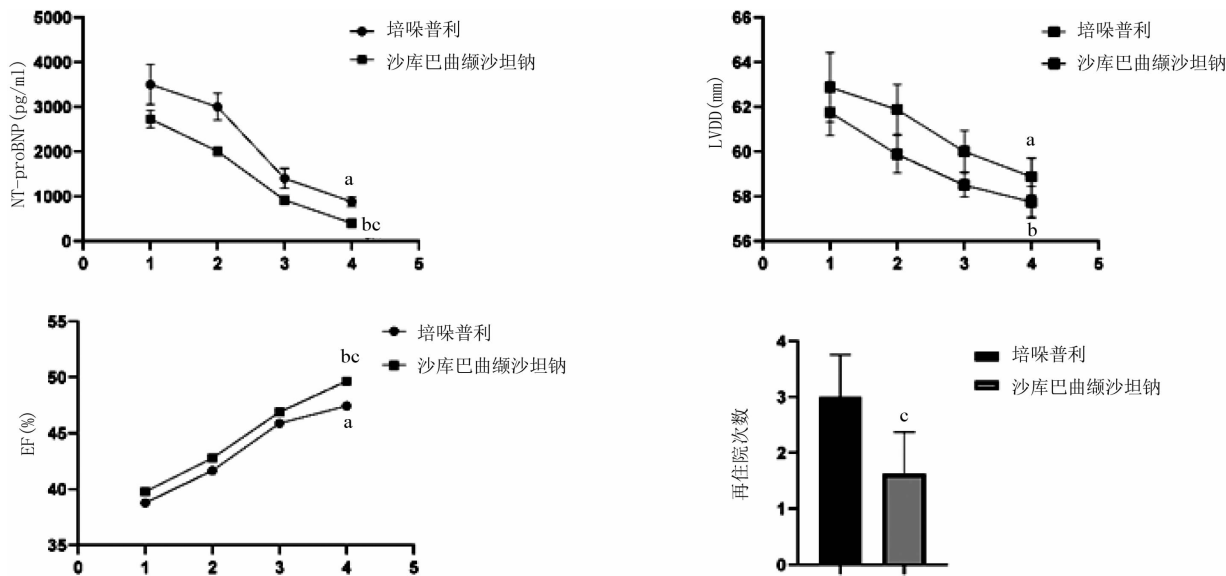 NT-proBNP(pg/ml)
5000
4000
3000
2000
1000
0
0 1 2 3 4 5
培哚普利
沙库巴曲缬沙坦钠
a
bc
LVDD(mm)
66
64
62
60
58
56
0 1 2 3 4 5
培哚普利
沙库巴曲缬沙坦钠
a
b
EF(%)
55
50
45
40
35
0 1 2 3 4 5
培哚普利
沙库巴曲缬沙坦钠
bc
a
再住院次数
4
3
2
1
0
培哚普利
沙库巴曲缬沙坦钠
c